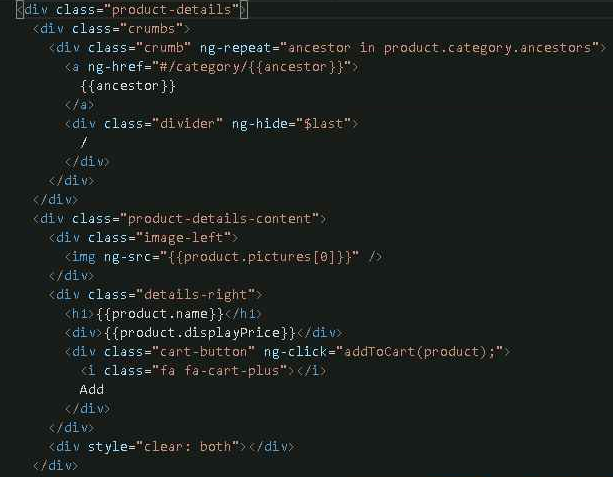 <div class="product-details">
<div class="crumbs">
<div class="crumb" ng-repeat="ancestor in product.category.ancestors">
<a ng-href="#/category/{{ancestor}}">
{{ancestor}}
</a>
<div class="divider" ng-hide="$last">
/
</div>
</div>
</div>
<div class="product-details-content">
<div class="image-left">
<img ng-src="{{product.pictures[0]}}" />
</div>
<div class="details-right">
<h1>{{product.name}}</h1>
<div>{{product.displayPrice}}</div>
<div class="cart-button" ng-click="addToCart(product);">
<i class="fa fa-cart-plus"></i>
Add
</div>
</div>
<div style="clear: both"></div>
</div>